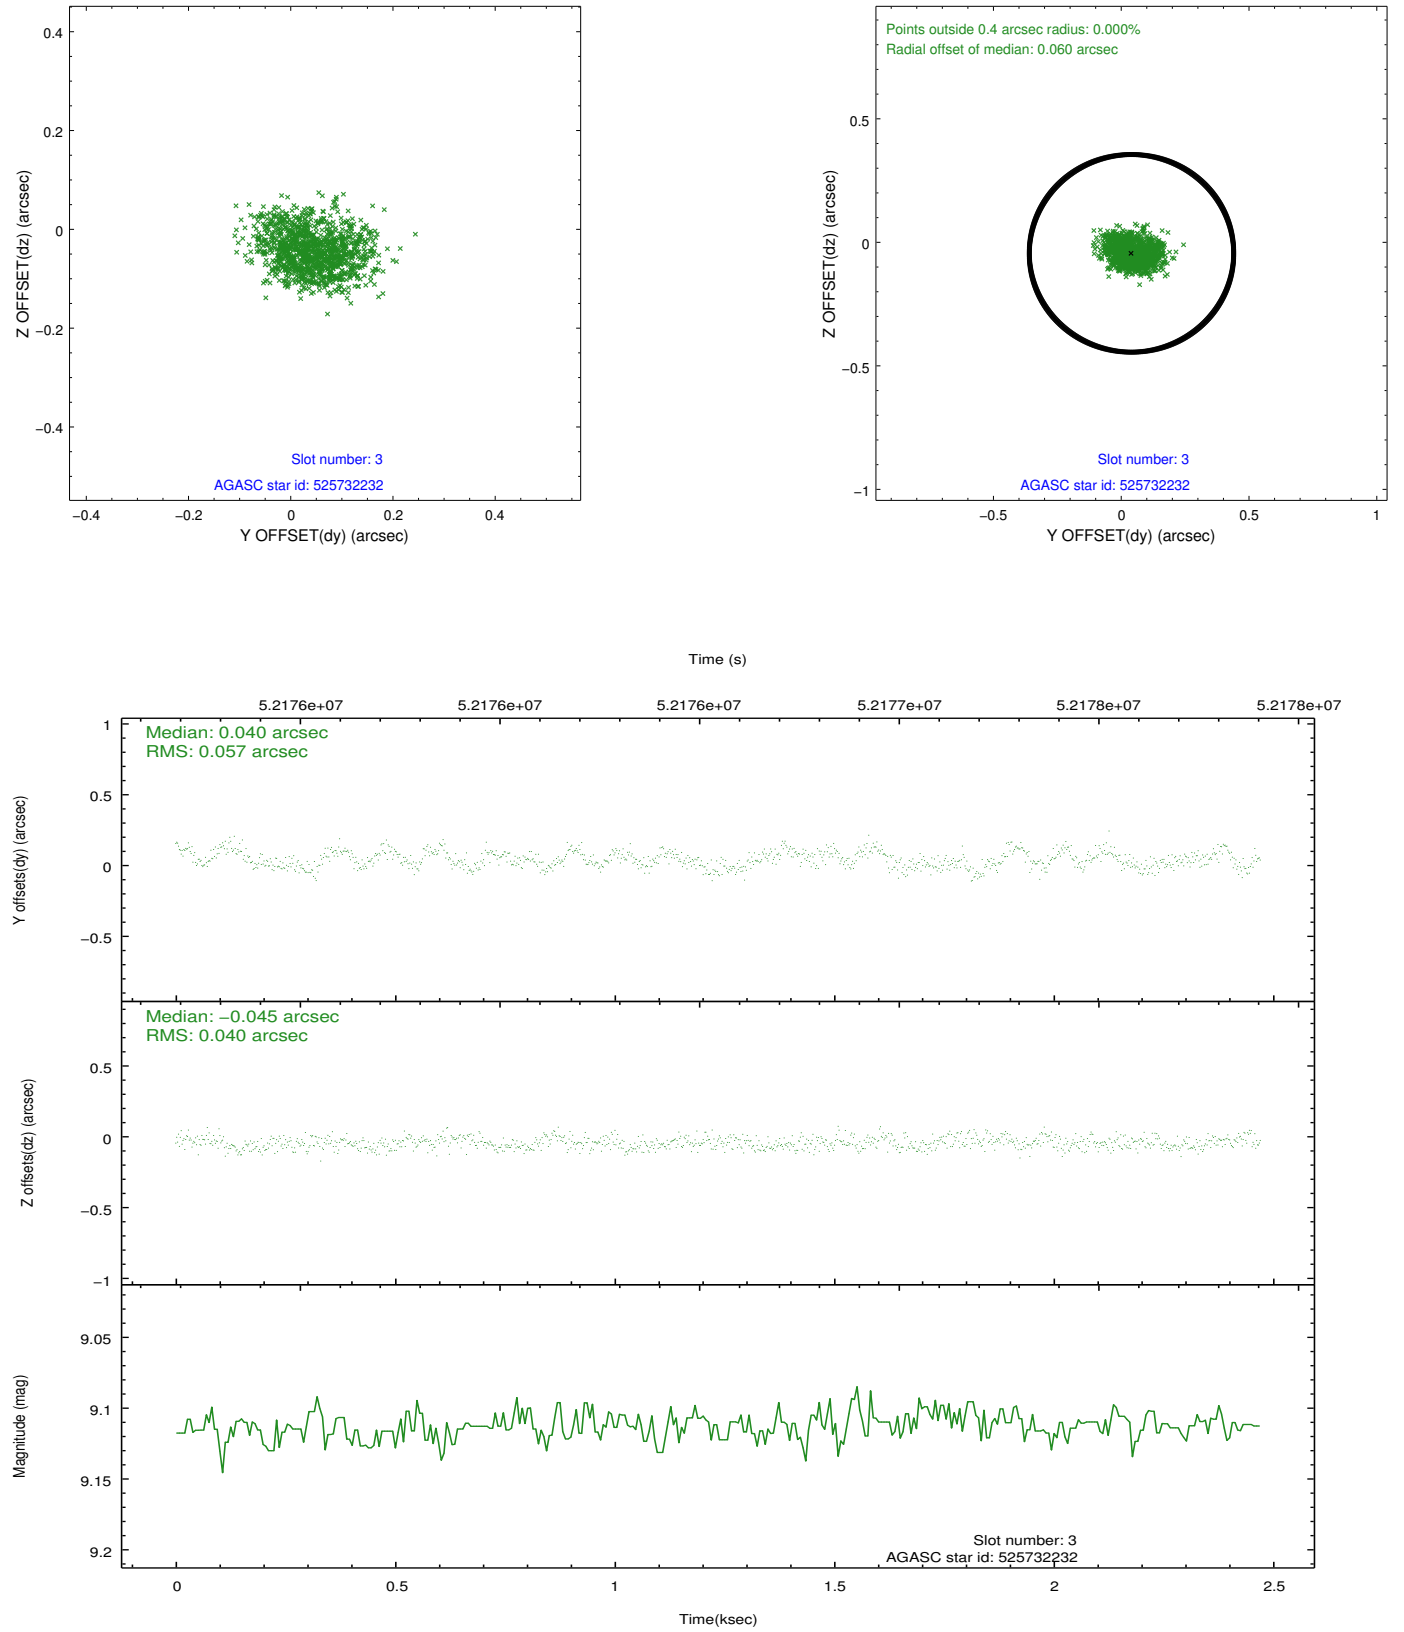 0.4
0.2
0
−0.2
−0.4
Z OFFSET(dz) (arcsec)
Slot number: 3
AGASC star id: 525732232
−0.4 −0.2 0 0.2 0.4
Y OFFSET(dy) (arcsec)
Points outside 0.4 arcsec radius: 0.000%
Radial offset of median: 0.060 arcsec
0.5
0
−0.5
−1
Z OFFSET(dz) (arcsec)
Slot number: 3
AGASC star id: 525732232
−0.5 0 0.5 1
Y OFFSET(dy) (arcsec)
Time (s)
5.2176e+07 5.2176e+07 5.2176e+07 5.2177e+07 5.2178e+07 5.2178e+07
Median: 0.040 arcsec
RMS: 0.057 arcsec
1
0.5
0
−0.5
Y offsets(dy) (arcsec)
Median: −0.045 arcsec
RMS: 0.040 arcsec
0.5
0
−0.5
−1
Z offsets(dz) (arcsec)
9.05
9.1
9.15
9.2
Magnitude (mag)
Slot number: 3
AGASC star id: 525732232
0 0.5 1 1.5 2 2.5
Time(ksec)